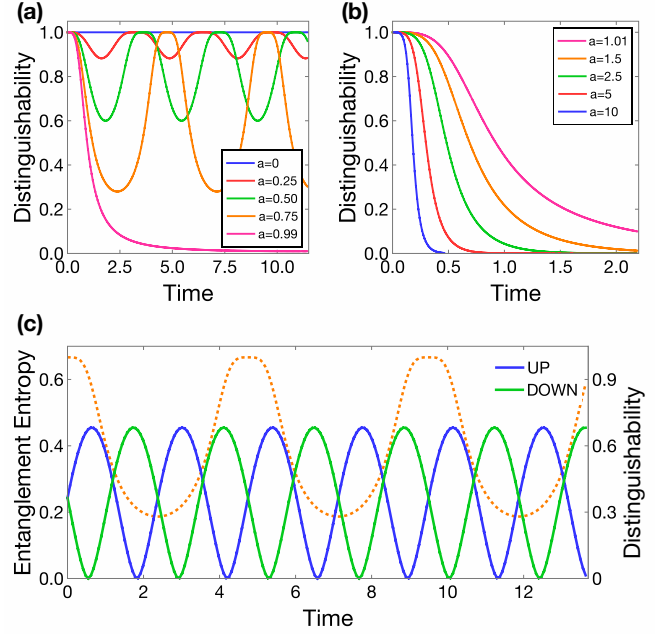 (a)
Distinguishability
1.0
0.8
0.6
0.4
0.2
0.0
0.0
2.5
5.0
7.5
10.0
Time
a=0
a=0.25
a=0.50
a=0.75
a=0.99
(b)
Distinguishability
1.0
0.8
0.6
0.4
0.2
0.0
0.0
0.5
1.0
1.5
2.0
Time
a=1.01
a=1.5
a=2.5
a=5
a=10
(c)
Entanglement Entropy
0.6
0.4
0.2
0.0
0
2
4
6
8
10
12
Time
UP
DOWN
0.9
0.6
0.3
0
Distinguishability